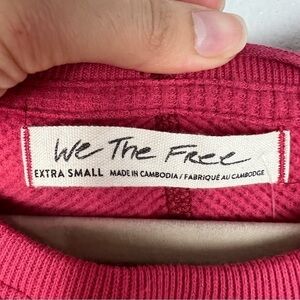 We The Free
EXTRA SMALL MADE IN CAMBODIA / FABRIQUÉ AU CAMBODGE